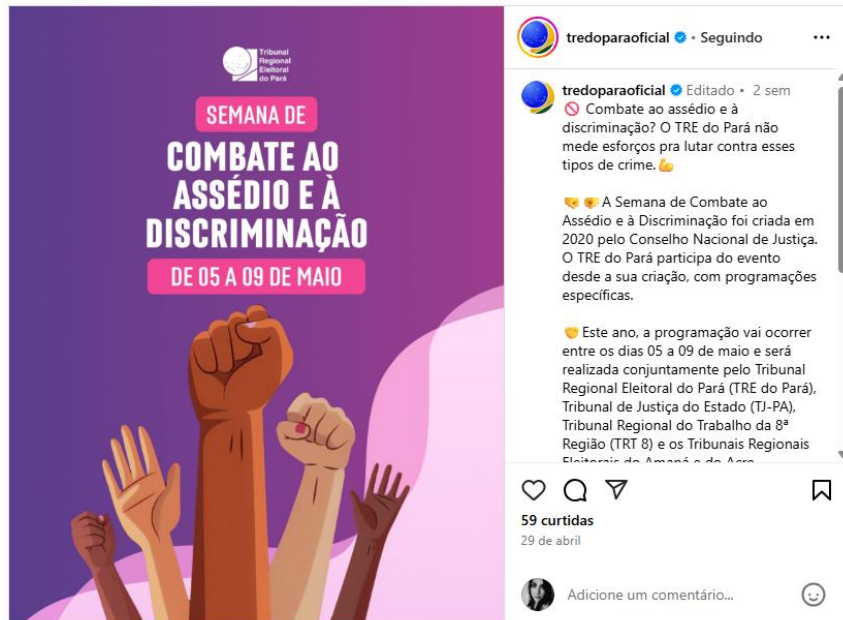 Tribunal
Regional
Eleitoral
do Pará
SEMANA DE
COMBATE AO
ASSÉDIO E À
DISCRIMINAÇÃO
DE 05 A 09 DE MAIO
tredoparaoficial • Seguindo
tredoparaoficial Editado • 2 sem
🚫 Combate ao assédio e à
discriminação? O TRE do Pará não
mede esforços pra lutar contra esses
tipos de crime.💪
🤜 🤛 A Semana de Combate ao
Assédio e à Discriminação foi criada em
2020 pelo Conselho Nacional de Justiça.
O TRE do Pará participa do evento
desde a sua criação, com programações
específicas.
🤝 Este ano, a programação vai ocorrer
entre os dias 05 a 09 de maio e será
realizada conjuntamente pelo Tribunal
Regional Eleitoral do Pará (TRE do Pará),
Tribunal de Justiça do Estado (TJ-PA),
Tribunal Regional do Trabalho da 8ª
Região (TRT 8) e os Tribunais Regionais
Eleitorais do Amapá e do Acre
59 curtidas
29 de abril
Adicione um comentário...